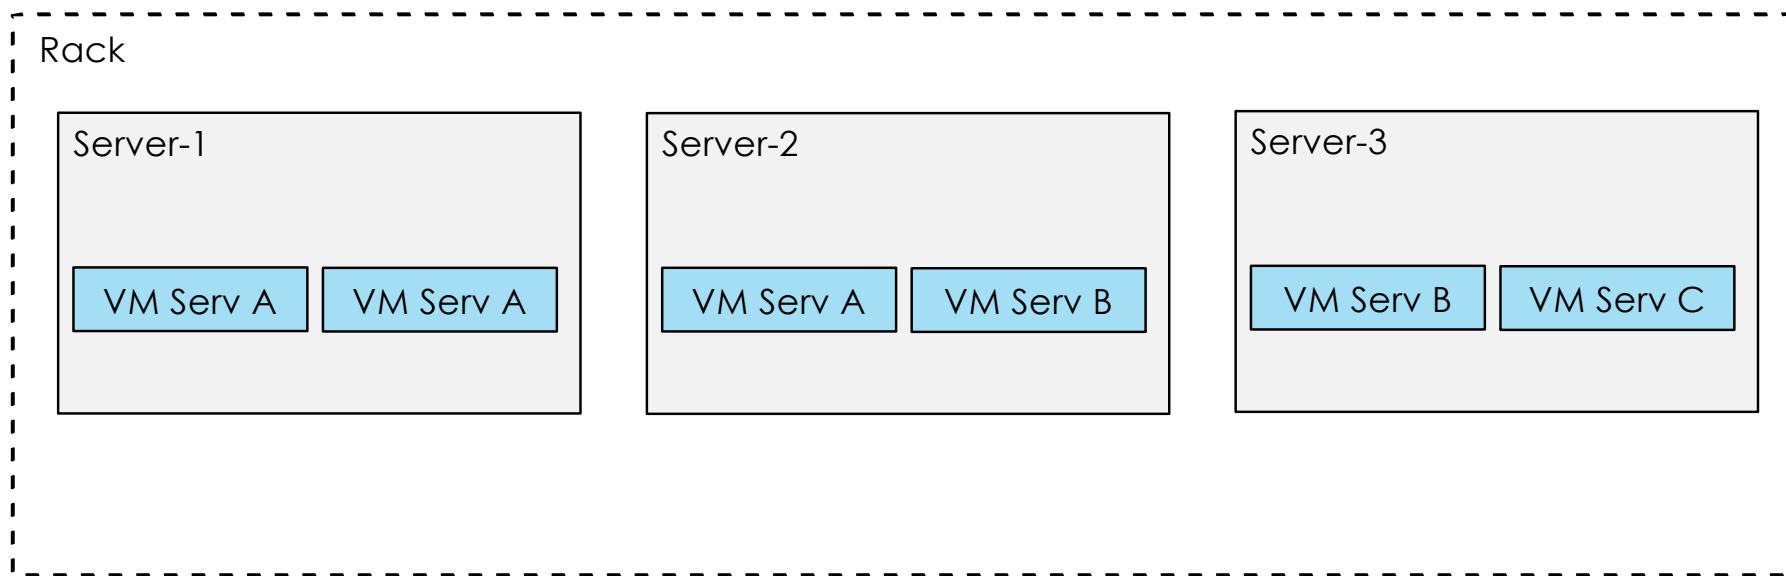 Rack
Server-1
Server-2
Server-3
VM Serv A
VM Serv A
VM Serv A
VM Serv B
VM Serv B
VM Serv C